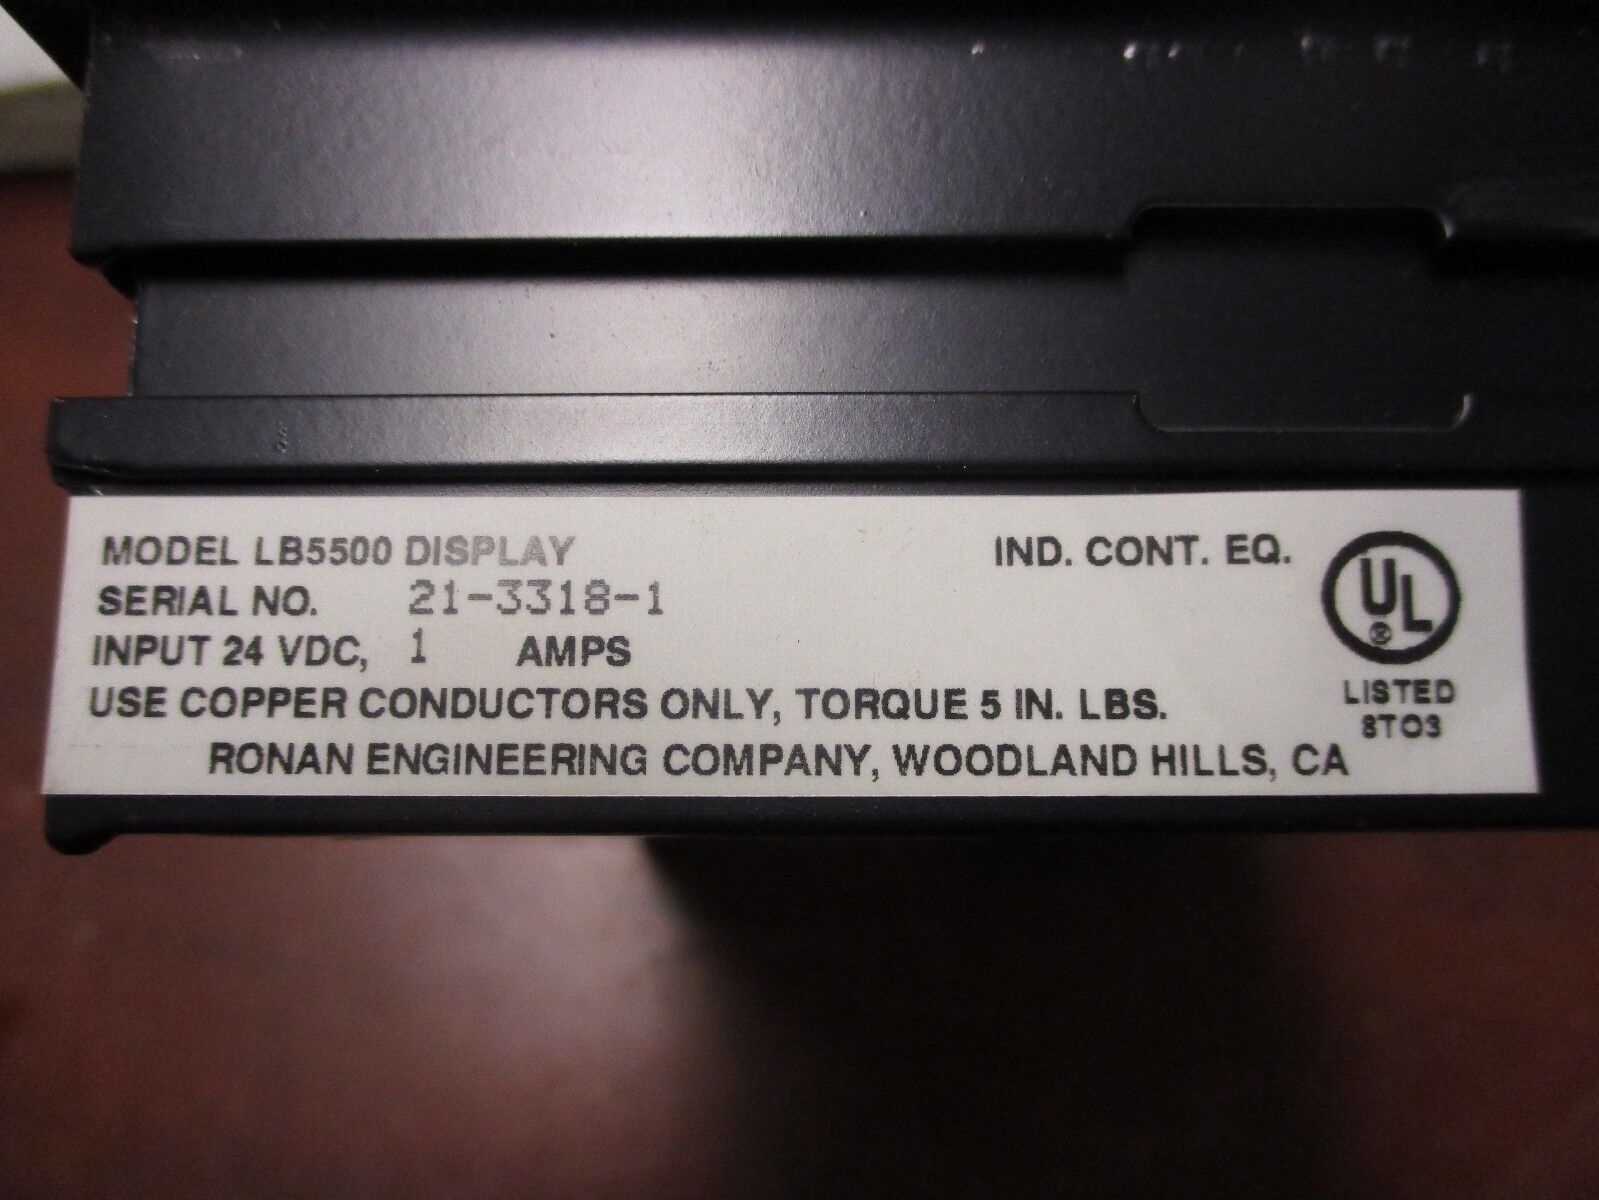 MODEL LB5500 DISPLAY
SERIAL NO. 21-3318-1
INPUT 24 VDC, 1 AMPS
USE COPPER CONDUCTORS ONLY, TORQUE 5 IN. LBS.
RONAN ENGINEERING COMPANY, WOODLAND HILLS, CA
IND. CONT. EQ.
UL
®
LISTED
8TO3